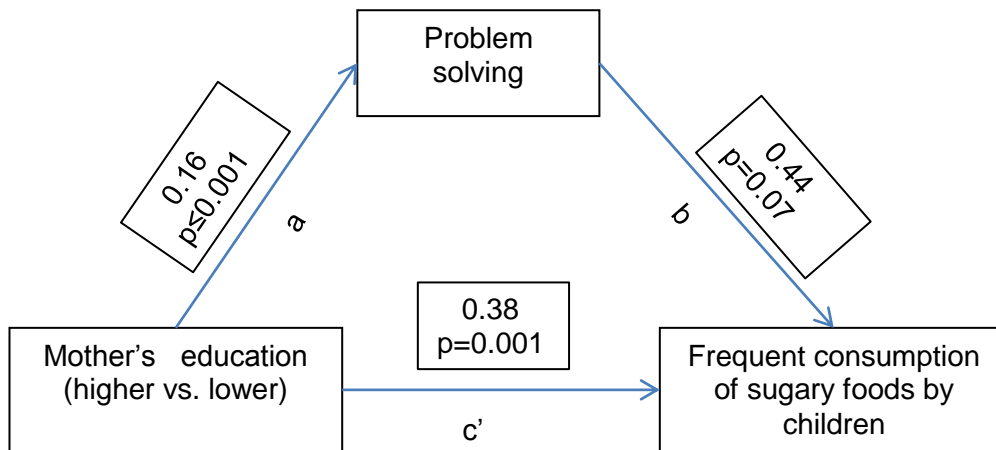 Problem
solving
0.16
p≤0.001
a
0.44
p=0.07
b
0.38
p=0.001
Mother’s education
(higher vs. lower)
c’
Frequent consumption
of sugary foods by
children